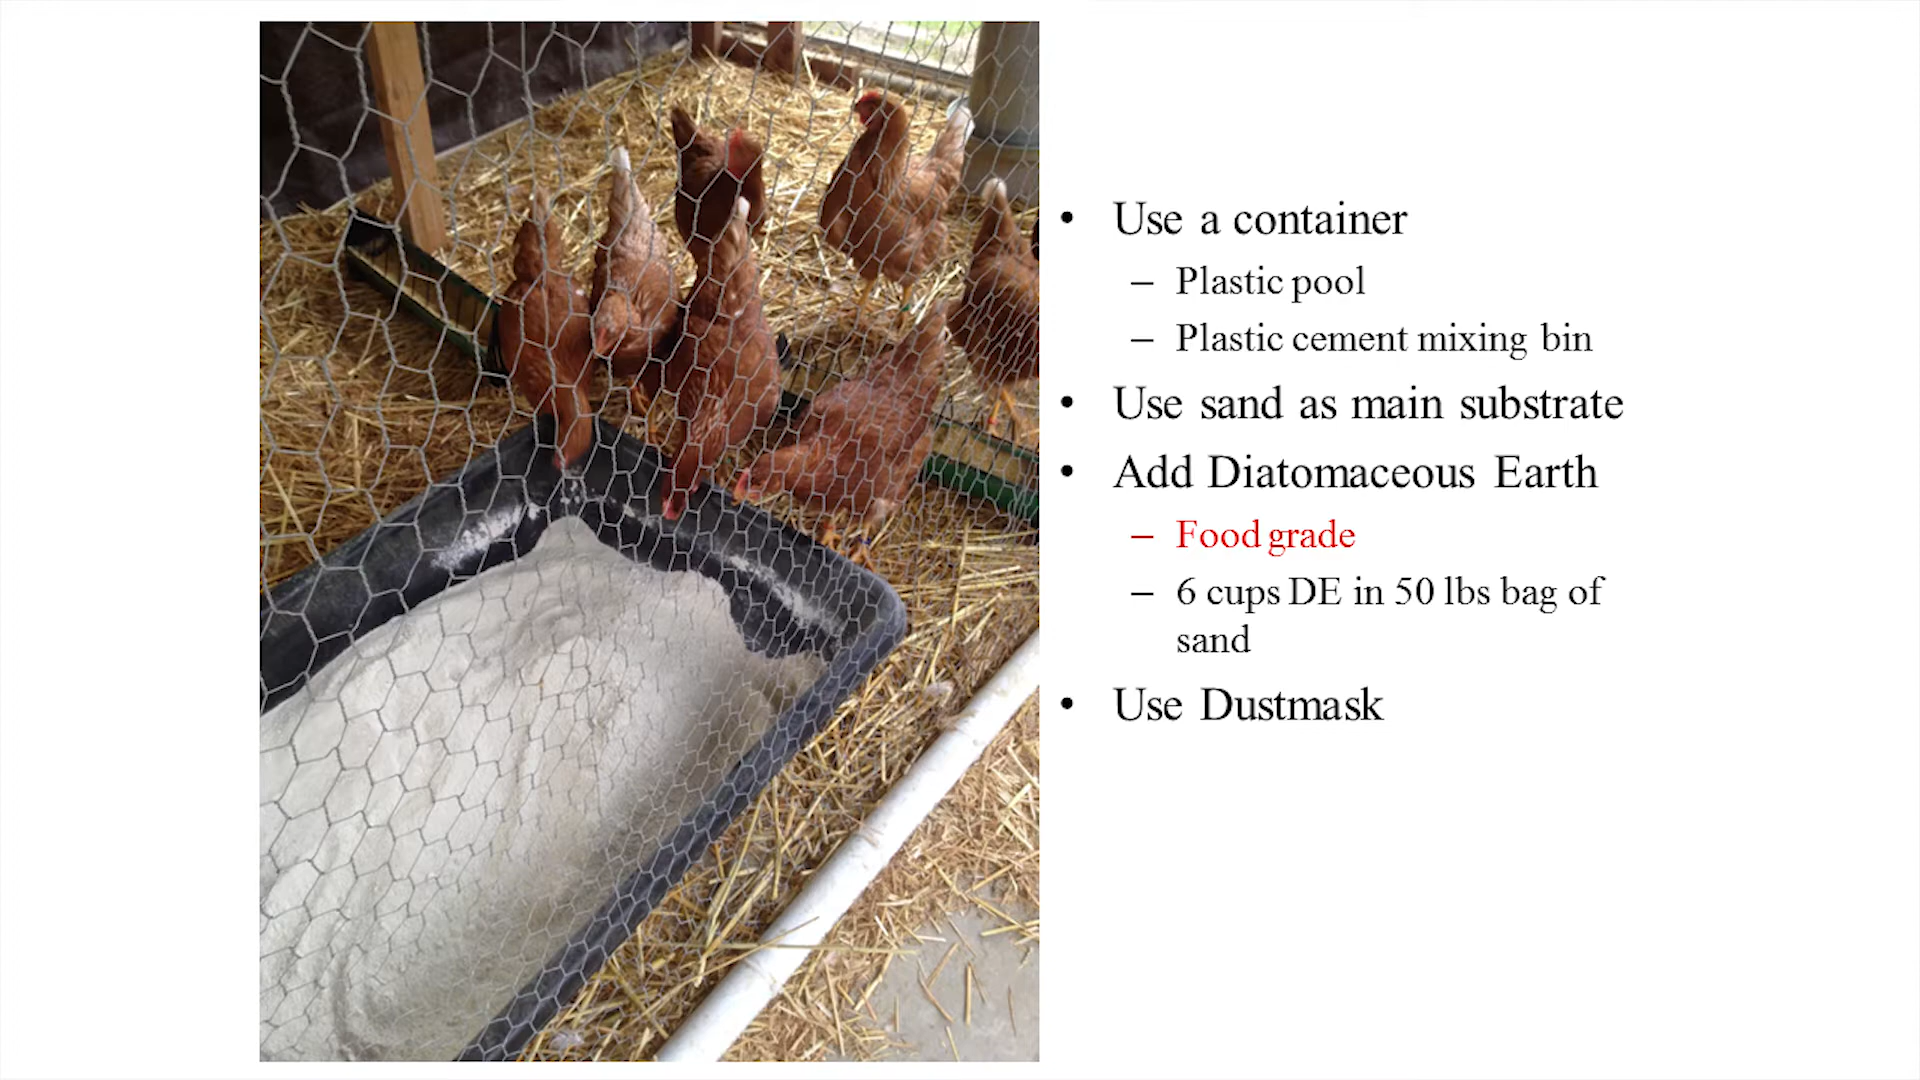 • Use a container
– Plastic pool
– Plastic cement mixing bin
• Use sand as main substrate
• Add Diatomaceous Earth
– Food grade
– 6 cups DE in 50 lbs bag of
sand
• Use Dustmask